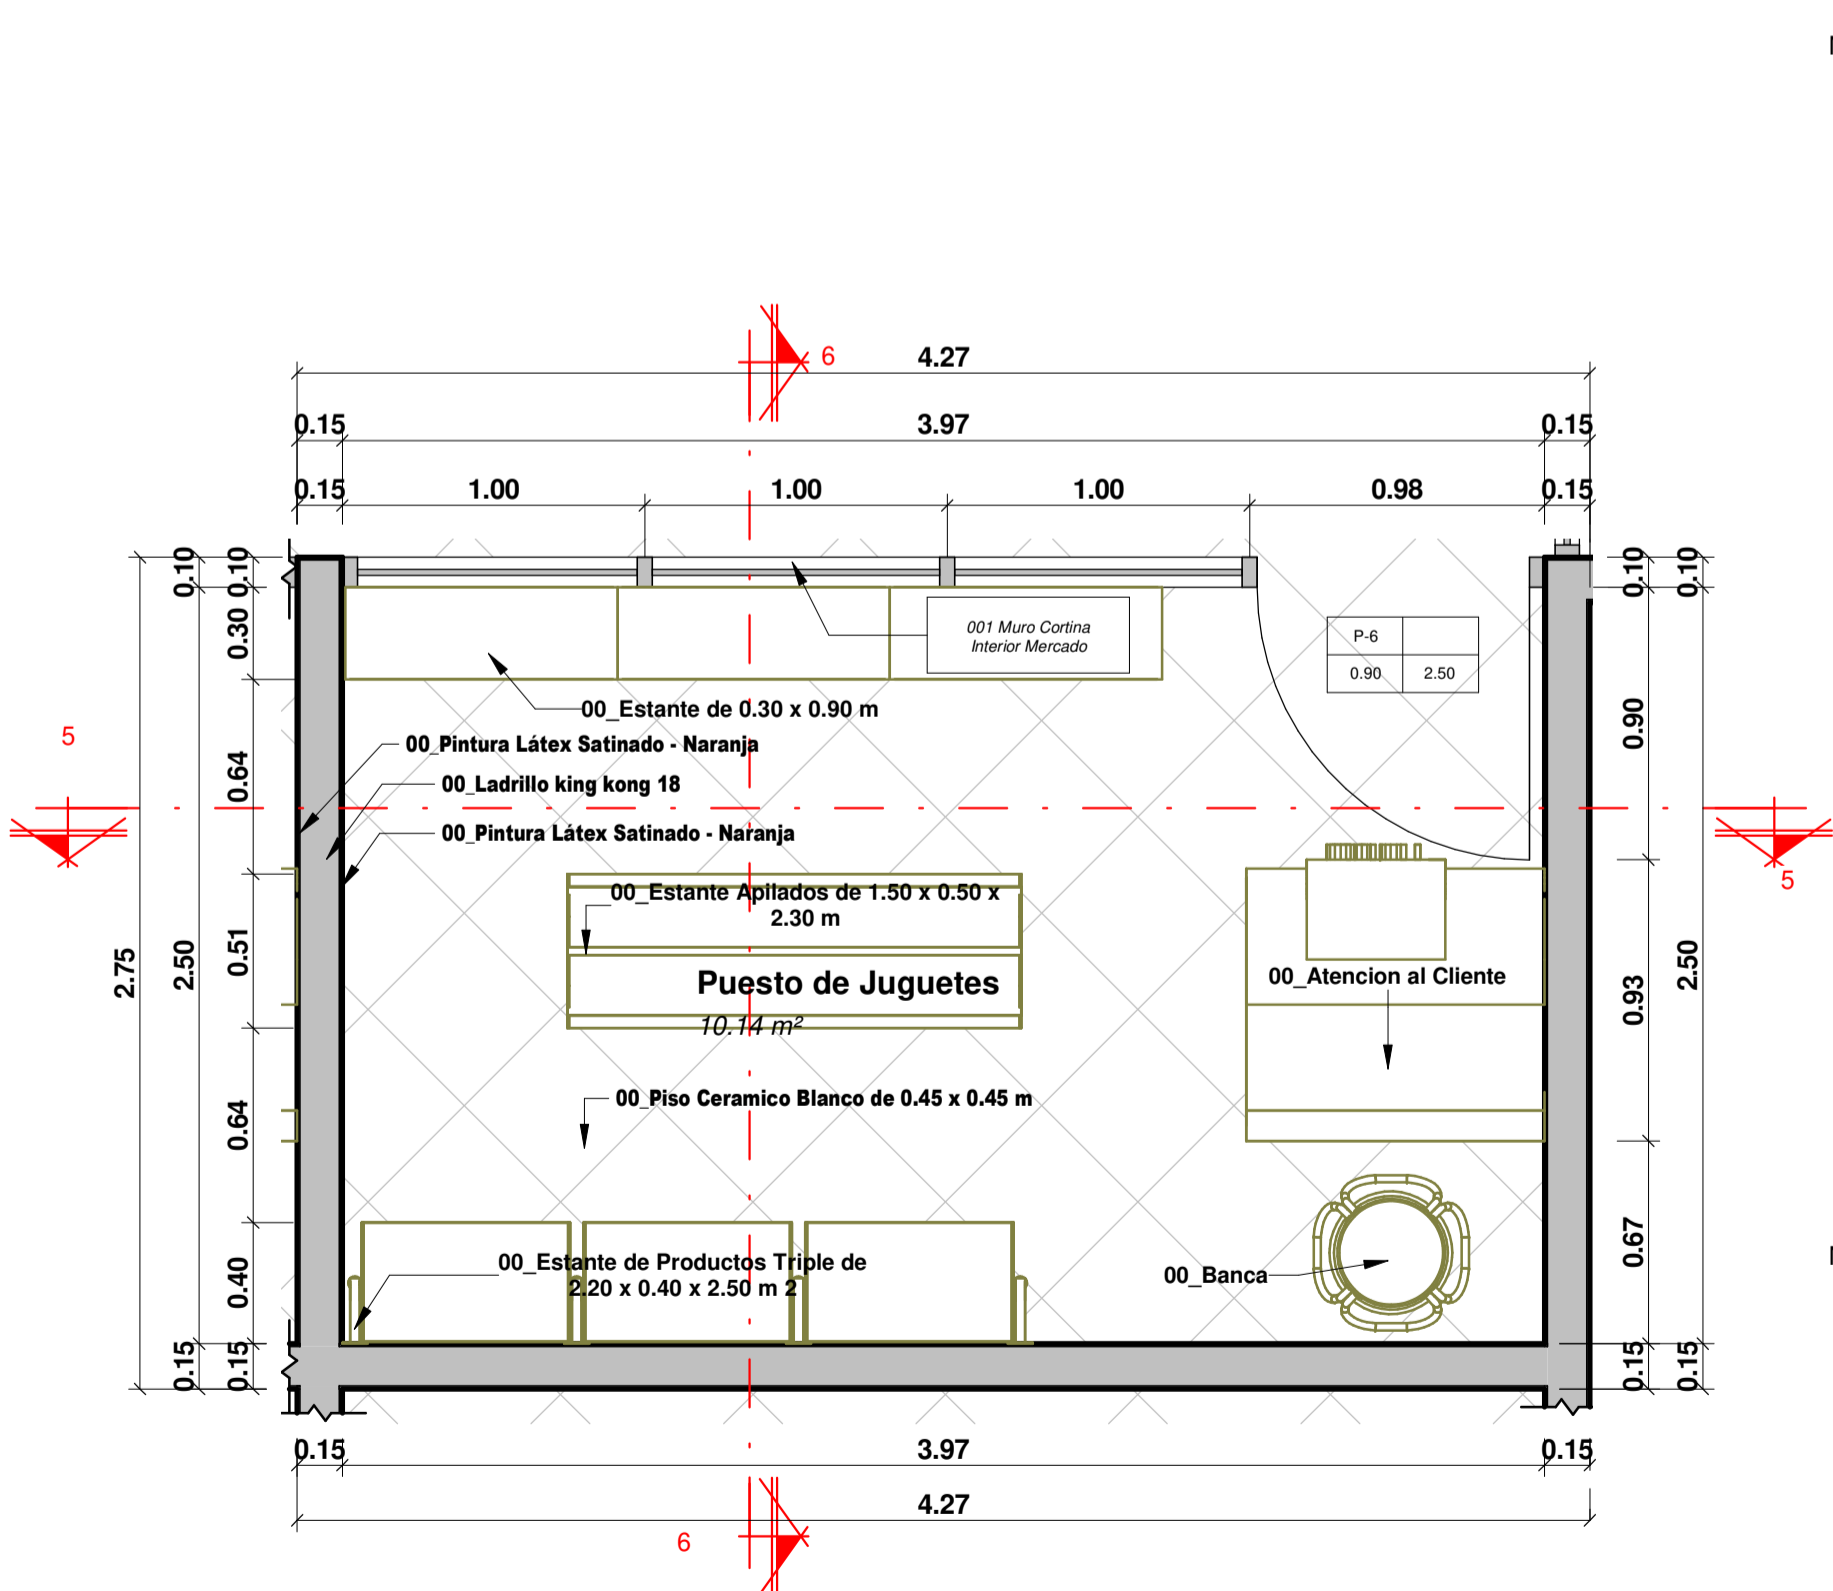 6
4.27
0.15
3.97
0.15
0.15
1.00
1.00
1.00
0.98
0.15
0.10
0.10
0.10
0.10
0.30
001 Muro Cortina
Interior Mercado
P-6
0.90
2.50
00_Estante de 0.30 x 0.90 m
0.90
5
00_Pintura Látex Satinado - Naranja
0.64
00_Ladrillo king kong 18
00_Pintura Látex Satinado - Naranja
5
00_Estante Apilados de 1.50 x 0.50 x
2.30 m
2.75
2.50
0.51
Puesto de Juguetes
10.14 m²
00_Atencion al Cliente
0.93
2.50
0.64
00_Piso Ceramico Blanco de 0.45 x 0.45 m
0.40
00_Estante de Productos Triple de
2.20 x 0.40 x 2.50 m 2
00_Banca
0.67
0.15
0.15
0.15
0.15
0.15
3.97
0.15
4.27
6